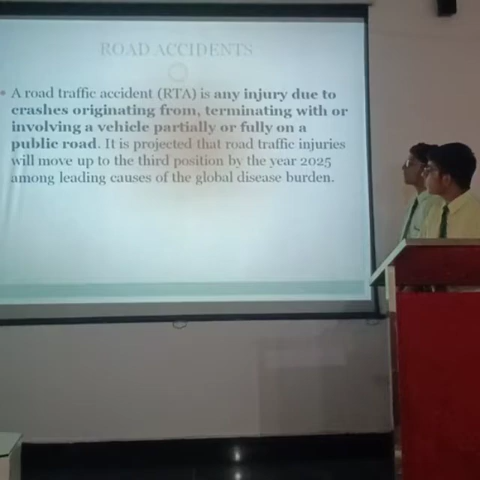 ROAD ACCIDENTS
• A road traffic accident (RTA) is any injury due to
crashes originating from, terminating with or
involving a vehicle partially or fully on a
public road. It is projected that road traffic injuries
will move up to the third position by the year 2025
among leading causes of the global disease burden.